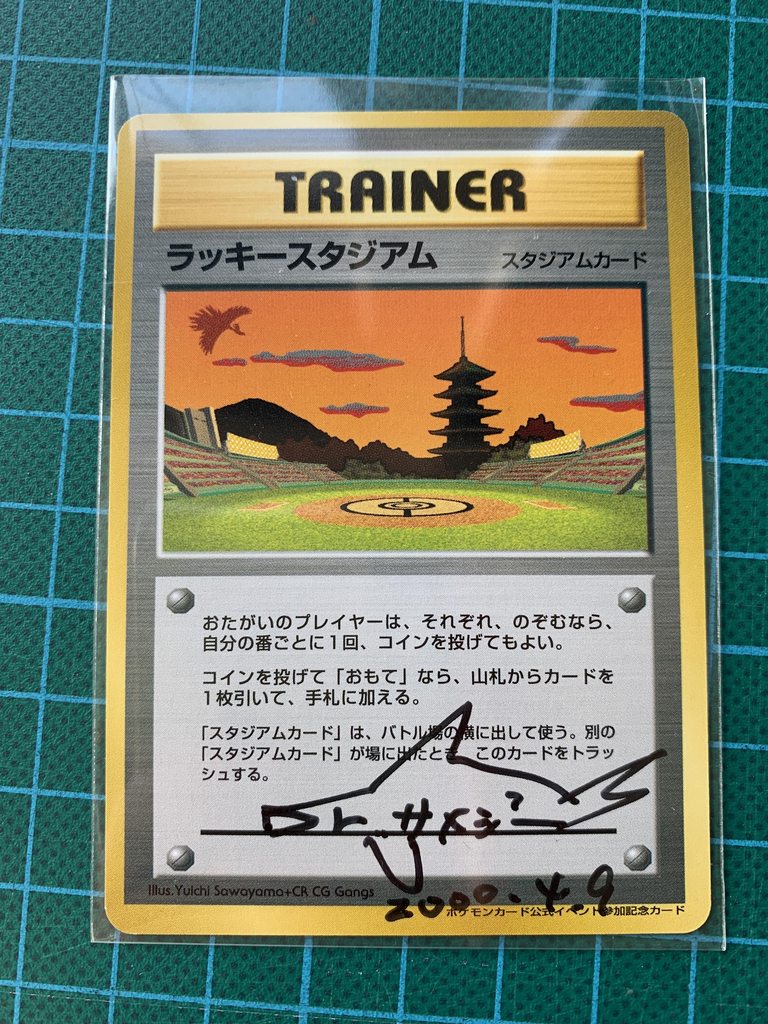 TRAINER
ラッキースタジアム スタジアムカード
おたがいのプレイヤーは、それぞれ、のぞむなら、
自分の番ごとに1回、コインを投げてもよい。
コインを投げて「おもて」なら、山札からカードを
1枚引いて、手札に加える。
「スタジアムカード」は、バトル場の横に出して使う。別の
「スタジアムカード」が場に出たとき、このカードをトラッ
シュする。
Dr.
2000.4.9
Illus.Yuichi Sawayama+CR CG Gangs
ポケモンカード公式イベント参加記念カード